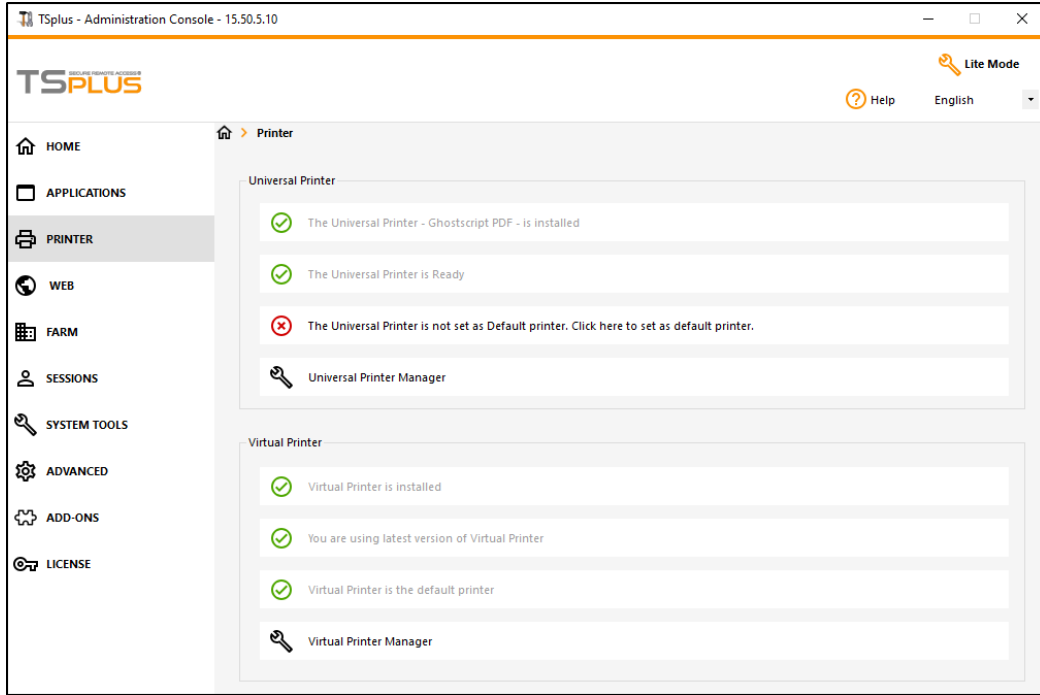 TSplus - Administration Console - 15.50.5.10
Lite Mode
TSPLUS
SECURE REMOTE ACCESS
Help
English
Printer
HOME
APPLICATIONS
PRINTER
WEB
FARM
SESSIONS
SYSTEM TOOLS
ADVANCED
ADD-ONS
LICENSE
Universal Printer
The Universal Printer - Ghostscript PDF - is installed
The Universal Printer is Ready
The Universal Printer is not set as Default printer. Click here to set as default printer.
Universal Printer Manager
Virtual Printer
Virtual Printer is installed
You are using latest version of Virtual Printer
Virtual Printer is the default printer
Virtual Printer Manager